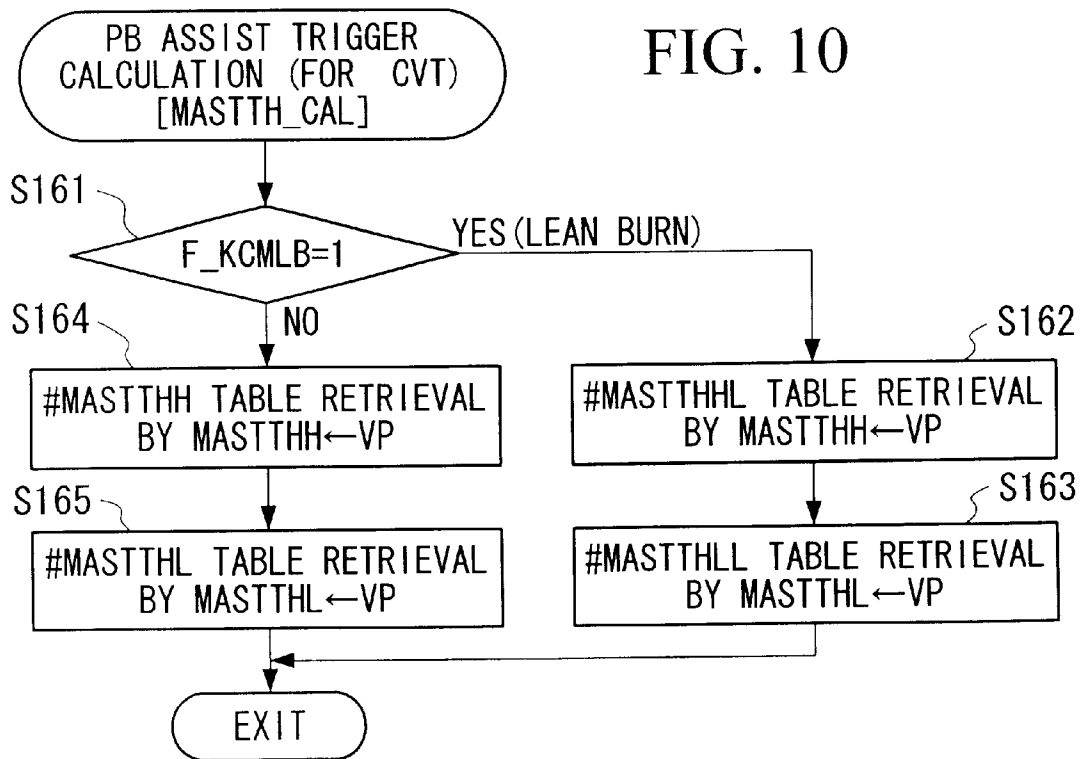 PB ASSIST TRIGGER
CALCULATION (FOR CVT)
[MASTTH_CAL]
FIG. 10
S161
F_KCMLB=1
YES(LEAN BURN)
NO
S164
#MASTTHH TABLE RETRIEVAL
BY MASTTHH←VP
S162
#MASTTHHL TABLE RETRIEVAL
BY MASTTHH←VP
S165
#MASTTHL TABLE RETRIEVAL
BY MASTTHL←VP
S163
#MASTTHLL TABLE RETRIEVAL
BY MASTTHL←VP
EXIT